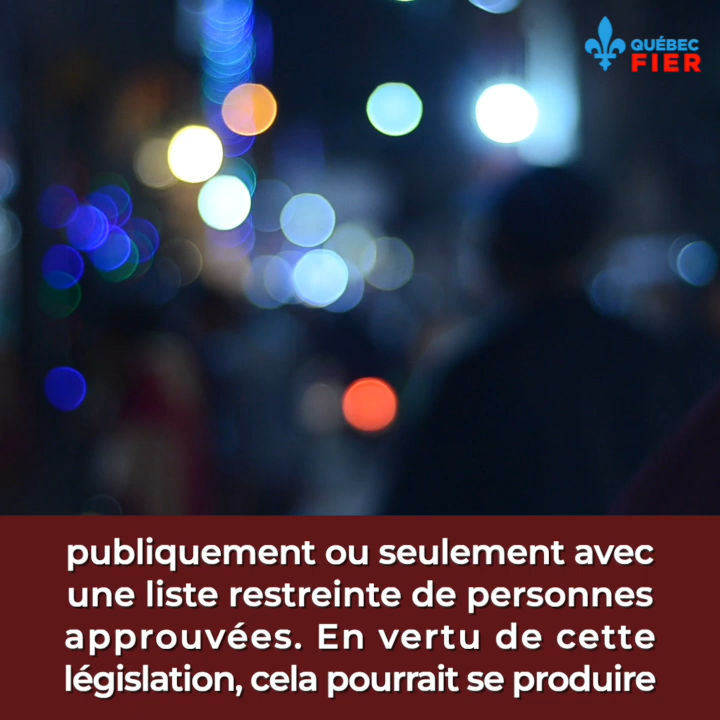 QUÉBEC
FIER
publiquement ou seulement avec
une liste restreinte de personnes
approuvées. En vertu de cette
législation, cela pourrait se produire